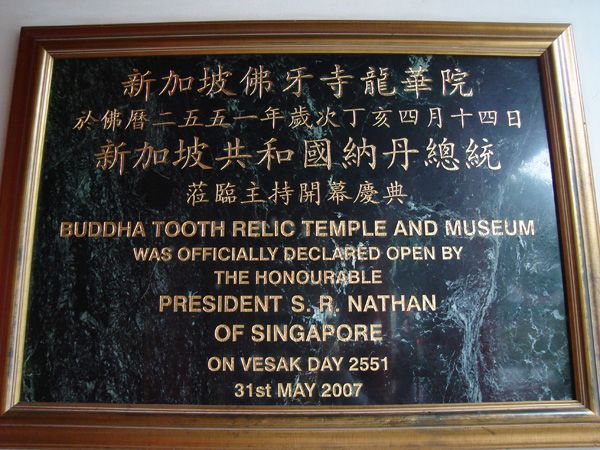 新加坡佛牙寺龍華院
於佛曆二五五一年歲次丁亥四月十四日
新加坡共和國納丹總統
蒞臨主持開幕慶典
BUDDHA TOOTH RELIC TEMPLE AND MUSEUM
WAS OFFICIALLY DECLARED OPEN BY
THE HONOURABLE
PRESIDENT S. R. NATHAN
OF SINGAPORE
ON VESAK DAY 2551
31st MAY 2007